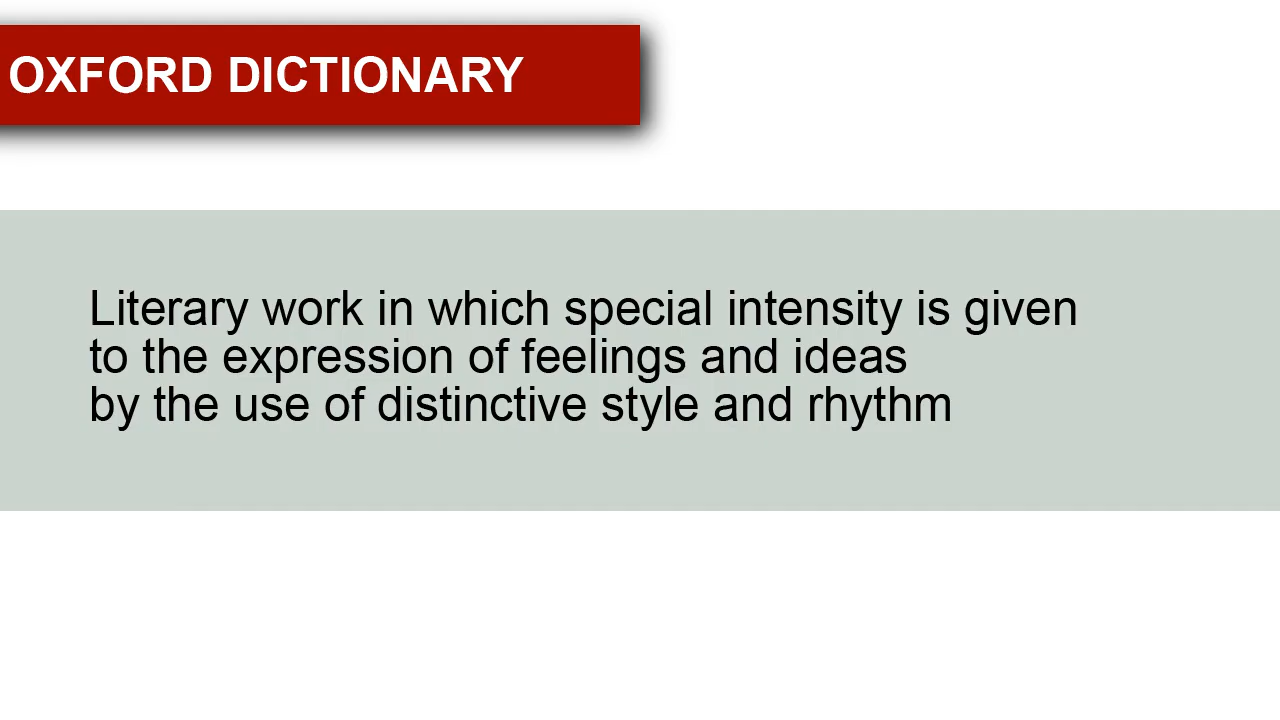 OXFORD DICTIONARY
Literary work in which special intensity is given
to the expression of feelings and ideas
by the use of distinctive style and rhythm